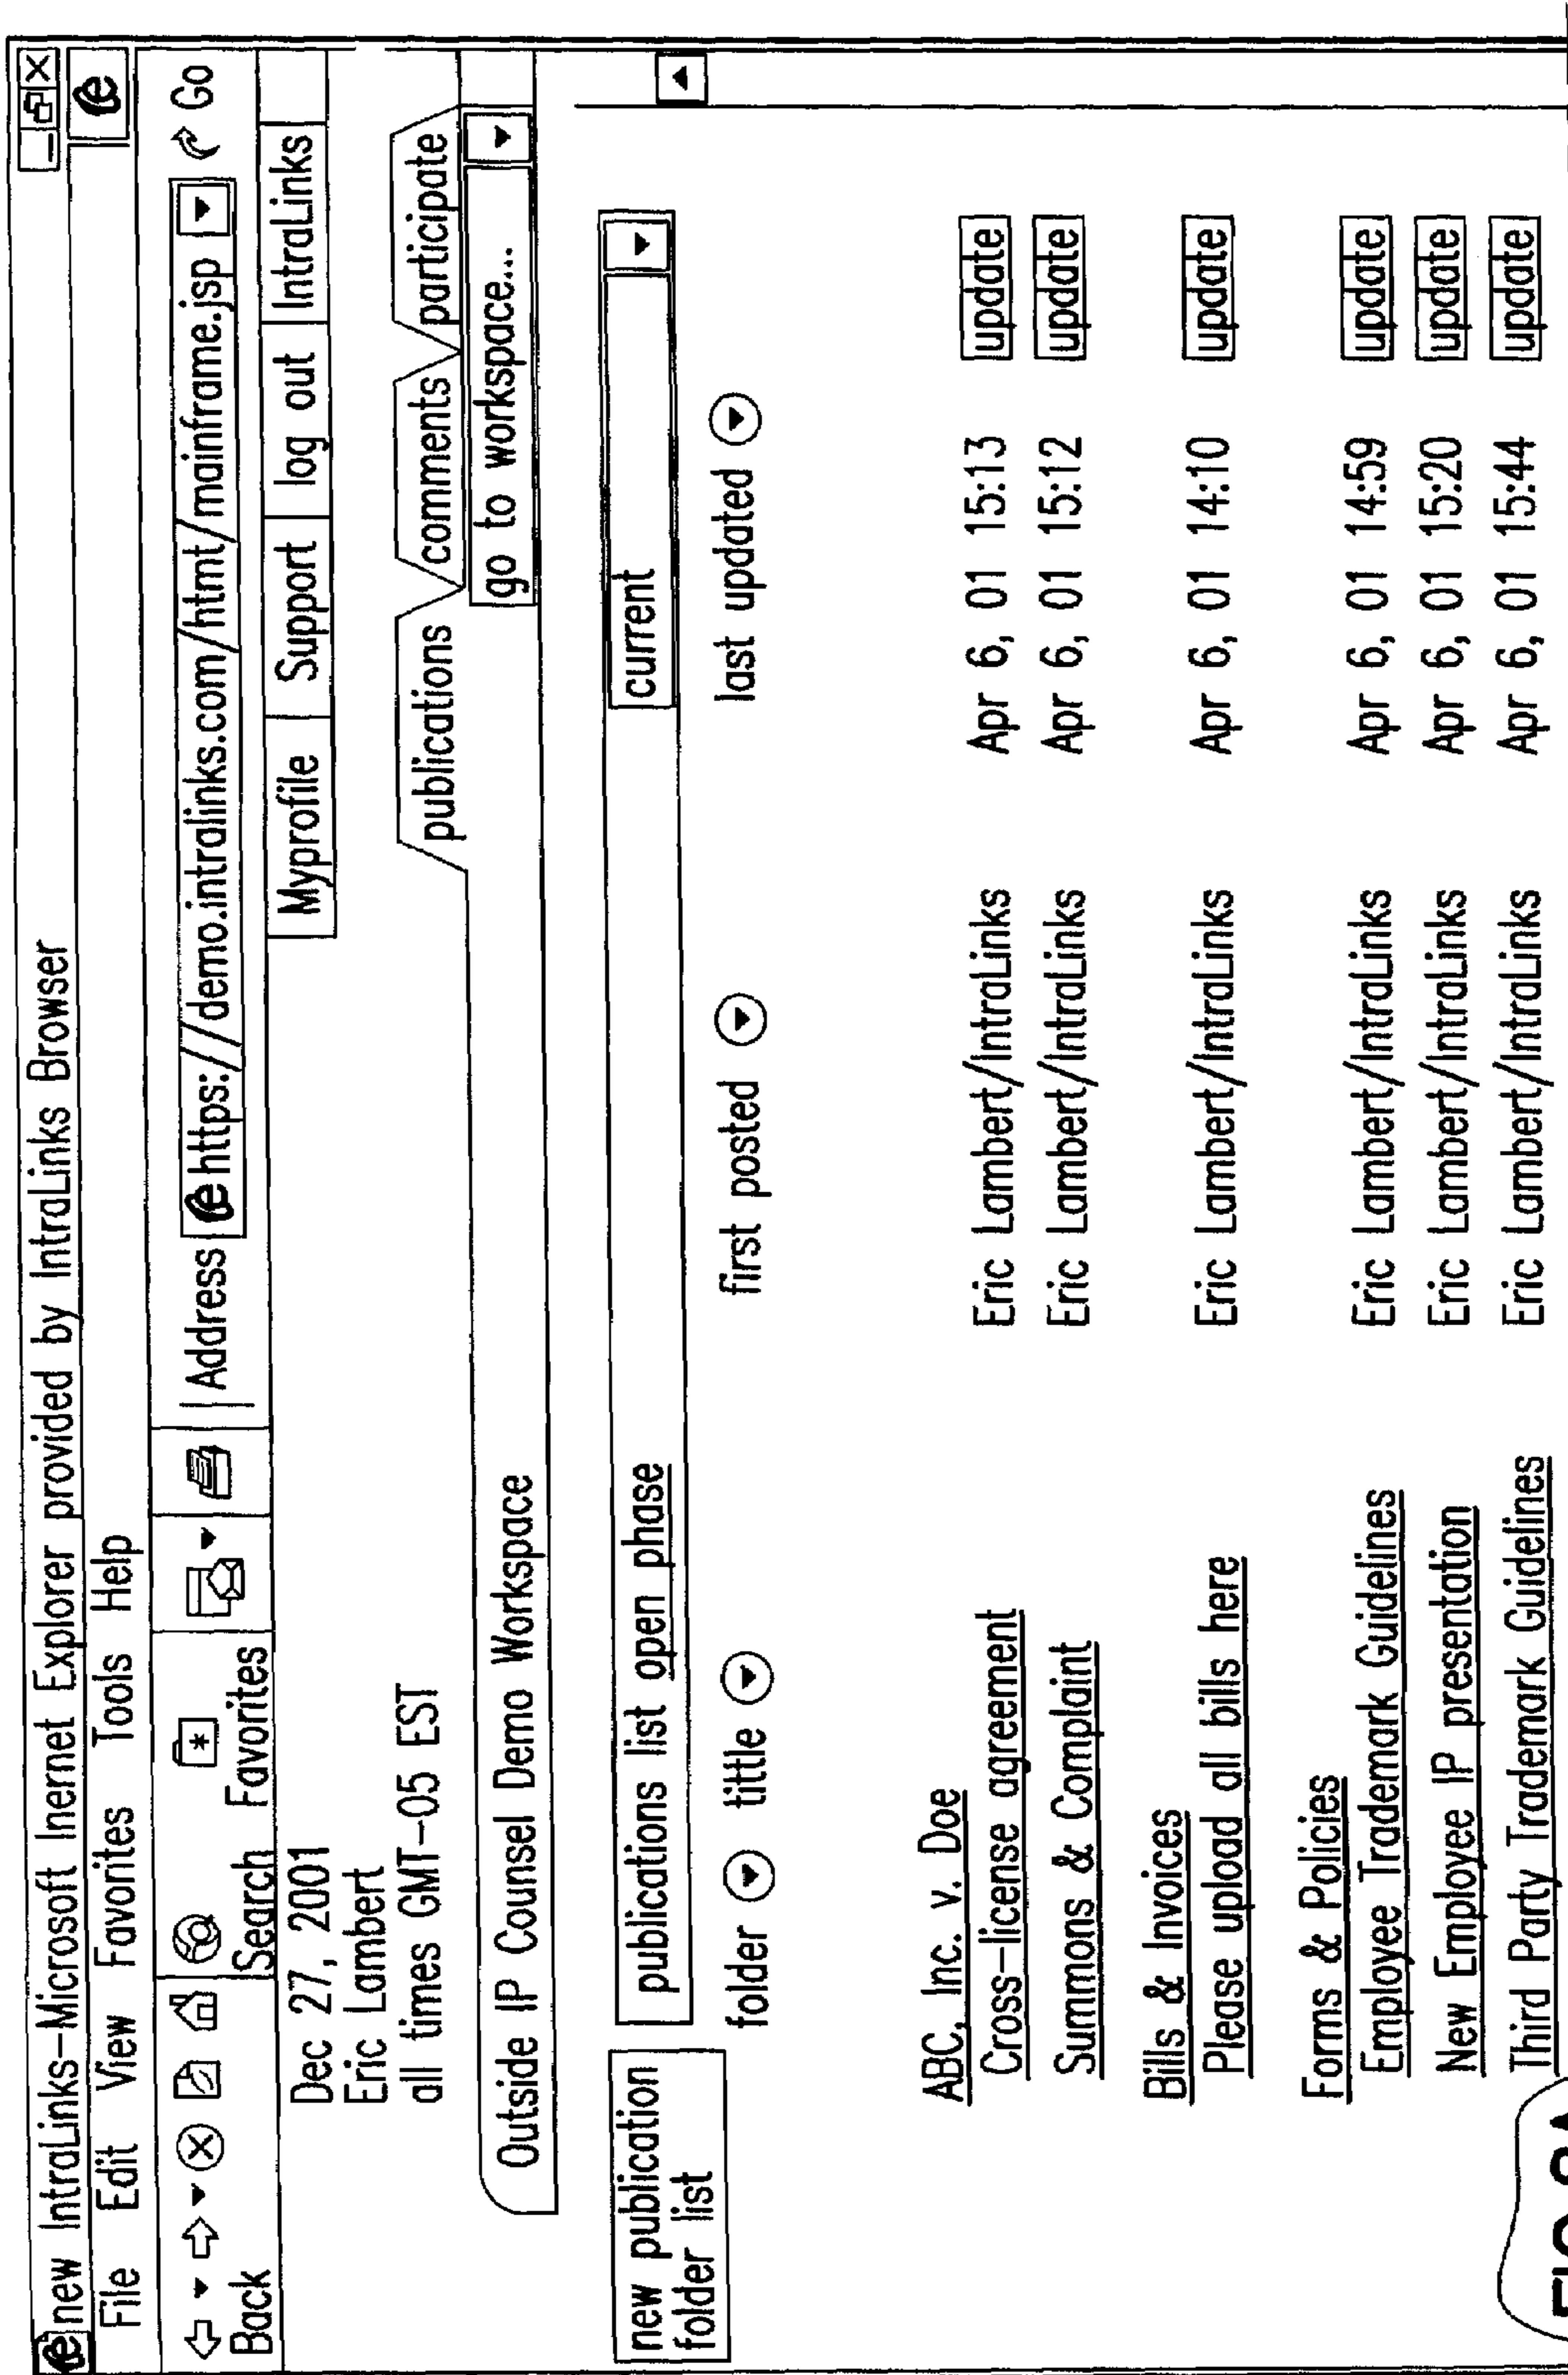 new IntraLinks-Microsoft Inernet Explorer provided by IntraLinks Browser
File Edit View Favorites Tools Help
Back Search Favorites Address https://demo.intralinks.com/htmt/mainframe.jsp Go
Dec 27, 2001 Myprofile Support log out IntraLinks
Eric Lambert
all times GMT-05 EST
publications comments participate
Outside IP Counsel Demo Workspace go to workspace...
new publication
folder list
publications list open phase current
folder tittle first posted last updated
ABC, Inc. v. Doe
Cross-license agreement Eric Lambert/IntraLinks Apr 6, 01 15:13 update
Summons & Complaint Eric Lambert/IntraLinks Apr 6, 01 15:12 update
Bills & Invoices
Please upload all bills here Eric Lambert/IntraLinks Apr 6, 01 14:10 update
Forms & Policies
Employee Trademark Guidelines Eric Lambert/IntraLinks Apr 6, 01 14:59 update
New Employee IP presentation Eric Lambert/IntraLinks Apr 6, 01 15:20 update
Third Party Trademark Guidelines Eric Lambert/IntraLinks Apr 6, 01 15:44 update